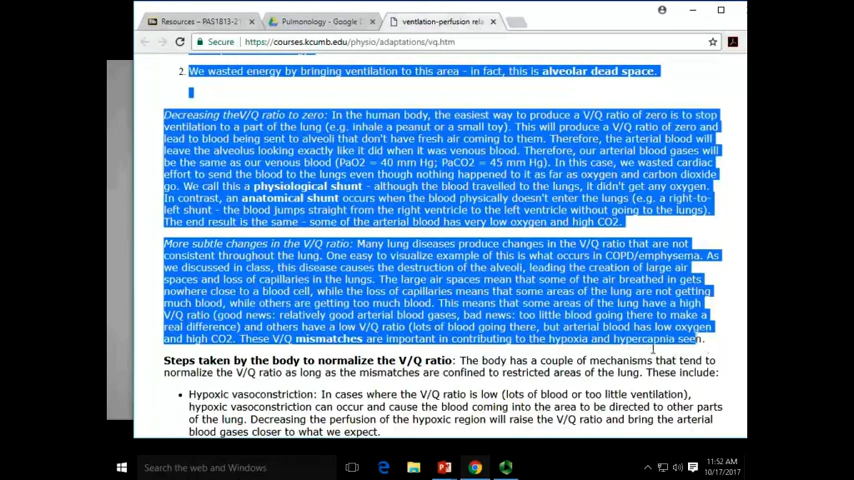 Resources – PAS1813-21
Pulmonology - Google D
ventlation-perfusion rela
Secure
https://courses.kcumb.edu/physio/adaptations/vq.htm
2. We wasted energy by bringing ventilation to this area - in fact, this is alveolar dead space.
Decreasing theV/Q ratio to zero: In the human body, the easiest way to produce a V/Q ratio of zero is to stop
ventilation to a part of the lung (e.g. inhale a peanut or a small toy). This will produce a V/Q ratio of zero and
lead to blood being sent to alveoli that don't have fresh air coming to them. Therefore, the arterial blood will
leave the alveolus looking exactly like it did when it was venous blood. Therefore, our arterial blood gases will
be the same as our venous blood (PaO2 = 40 mm Hg; PaCO2 = 45 mm Hg). In this case, we wasted cardiac
effort to send the blood to the lungs even though nothing happened to it as far as oxygen and carbon dioxide
go. We call this a physiological shunt - although the blood travelled to the lungs, it didn't get any oxygen.
In contrast, an anatomical shunt occurs when the blood physically doesn't enter the lungs (e.g. a right-to-
left shunt - the blood jumps straight from the right ventricle to the left ventricle without going to the lungs).
The end result is the same - some of the arterial blood has very low oxygen and high CO2.
More subtle changes in the V/Q ratio: Many lung diseases produce changes in the V/Q ratio that are not
consistent throughout the lung. One easy to visualize example of this is what occurs in COPD/emphysema. As
we discussed in class, this disease causes the destruction of the alveoli, leading the creation of large air
spaces and loss of capillaries in the lungs. The large air spaces mean that some of the air breathed in gets
nowhere close to a blood cell, while the loss of capillaries means that some areas of the lung are not getting
much blood, while others are getting too much blood. This means that some areas of the lung have a high
V/Q ratio (good news: relatively good arterial blood gases, bad news: too little blood going there to make a
real difference) and others have a low V/Q ratio (lots of blood going there, but arterial blood has low oxygen
and high CO2. These V/Q mismatches are important in contributing to the hypoxia and hypercapnia seen.
Steps taken by the body to normalize the V/Q ratio: The body has a couple of mechanisms that tend to
normalize the V/Q ratio as long as the mismatches are confined to restricted areas of the lung. These include:
• Hypoxic vasoconstriction: In cases where the V/Q ratio is low (lots of blood or too little ventilation),
hypoxic vasoconstriction can occur and cause the blood coming into the area to be directed to other parts
of the lung. Decreasing the perfusion of the hypoxic region will raise the V/Q ratio and bring the arterial
blood gases closer to what we expect.
Search the web and Windows
11:52 AM
10/17/2017